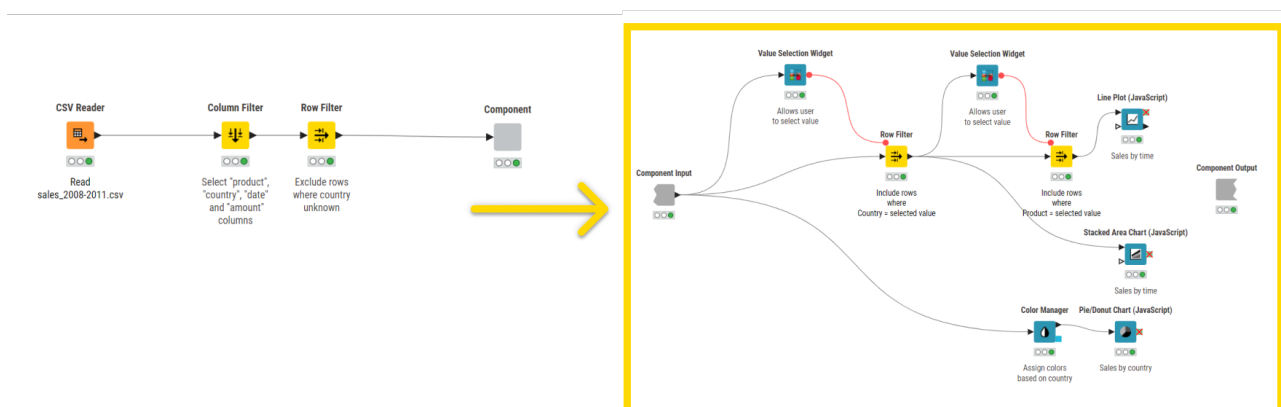 CSV Reader
Read
sales_2008-2011.csv
Column Filter
Select "product",
"country", "date"
and "amount"
columns
Row Filter
Exclude rows
where country
unknown
Component
Component Input
Value Selection Widget
Allows user
to select value
Row Filter
Include rows
where
Country = selected value
Value Selection Widget
Allows user
to select value
Row Filter
Include rows
where
Product = selected value
Line Plot (JavaScript)
Sales by time
Component Output
Stacked Area Chart (JavaScript)
Sales by time
Color Manager
Assign colors
based on country
Pie/Donut Chart (JavaScript)
Sales by country